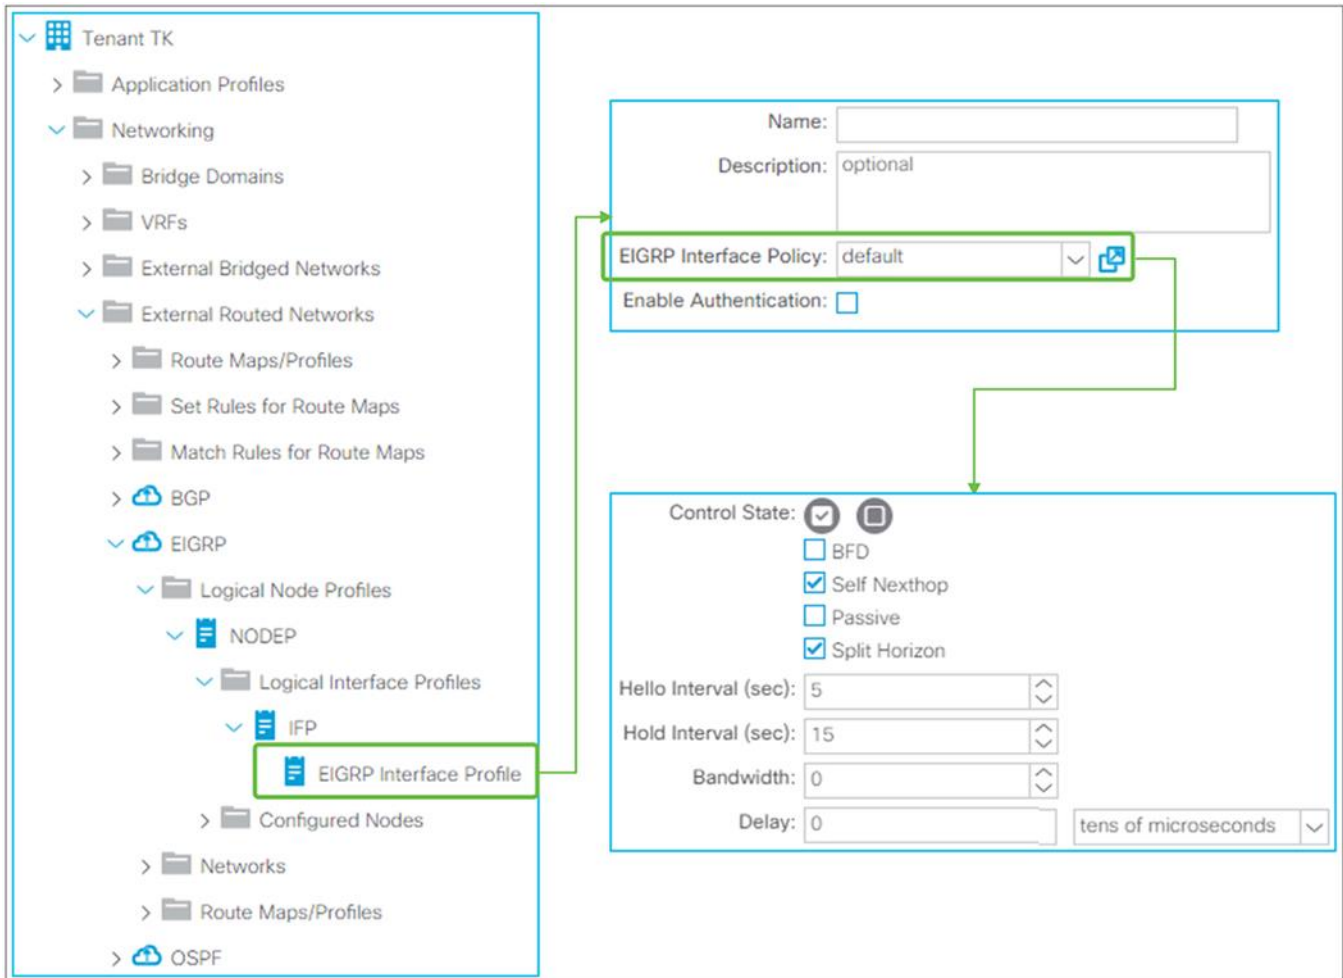 Tenant TK
Application Profiles
Networking
Bridge Domains
VRFs
External Bridged Networks
External Routed Networks
Route Maps/Profiles
Set Rules for Route Maps
Match Rules for Route Maps
BGP
EIGRP
Logical Node Profiles
NODEP
Logical Interface Profiles
IFP
EIGRP Interface Profile
Configured Nodes
Networks
Route Maps/Profiles
OSPF
Name:
Description: optional
EIGRP Interface Policy: default
Enable Authentication:
Control State:
BFD
Self Nexthop
Passive
Split Horizon
Hello Interval (sec): 5
Hold Interval (sec): 15
Bandwidth: 0
Delay: 0 tens of microseconds